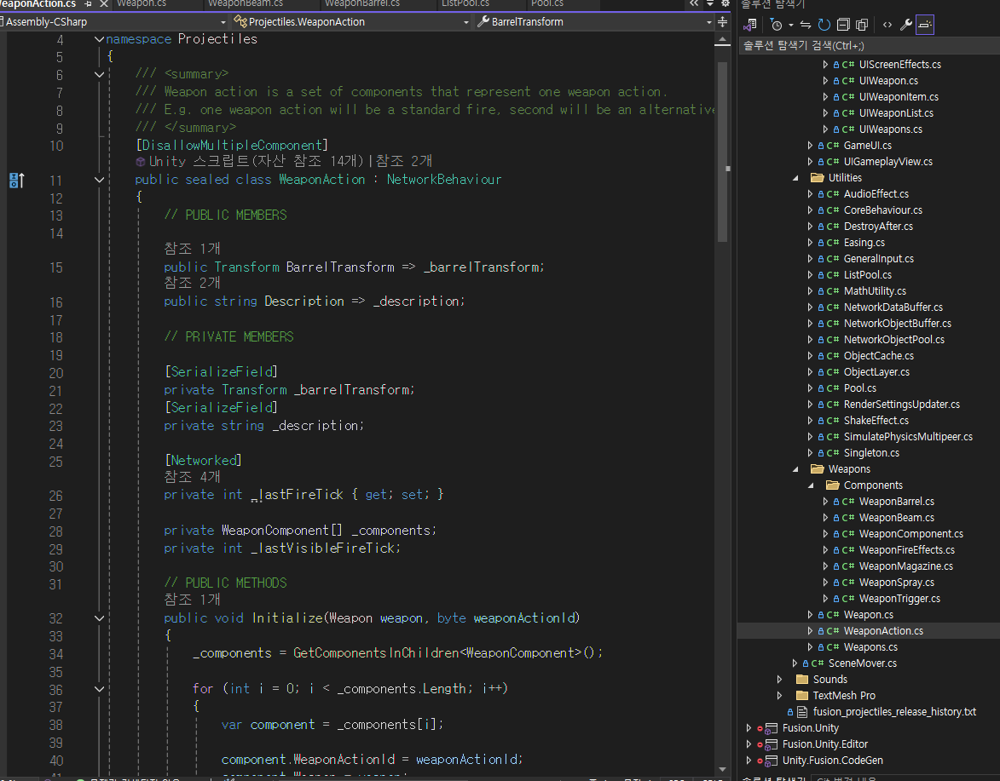 WeaponAction.cs
Weapon.cs
WeaponBeam.cs
WeaponBarrel.cs
ListPool.cs
Pool.cs
Assembly-CSharp
Projectiles.WeaponAction
BarrelTransform
4 namespace Projectiles
5 {
6 /// <summary>
7 /// Weapon action is a set of components that represent one weapon action.
8 /// E.g. one weapon action will be a standard fire, second will be an alternative
9 /// </summary>
10 [DisallowMultipleComponent]
Unity 스크립트(자산 참조 14개)|참조 2개
11 public sealed class WeaponAction : NetworkBehaviour
12 {
13 // PUBLIC MEMBERS
14
참조 1개
15 public Transform BarrelTransform => _barrelTransform;
참조 2개
16 public string Description => _description;
17
18 // PRIVATE MEMBERS
19
20 [SerializeField]
21 private Transform _barrelTransform;
22 [SerializeField]
23 private string _description;
24
25 [Networked]
참조 4개
26 private int _lastFireTick { get; set; }
27
28 private WeaponComponent[] _components;
29 private int _lastVisibleFireTick;
30
31 // PUBLIC METHODS
참조 1개
32 public void Initialize(Weapon weapon, byte weaponActionId)
33 {
34 _components = GetComponentsInChildren<WeaponComponent>();
35
36 for (int i = 0; i < _components.Length; i++)
37 {
38 var component = _components[i];
39
40 component.WeaponActionId = weaponActionId;
솔루션 탐색기
솔루션 탐색기 검색(Ctrl+;)
C# UIScreenEffects.cs
C# UIWeapon.cs
C# UIWeaponItem.cs
C# UIWeaponList.cs
C# UIWeapons.cs
C# GameUI.cs
C# UIGameplayView.cs
Utilities
C# AudioEffect.cs
C# CoreBehaviour.cs
C# DestroyAfter.cs
C# Easing.cs
C# GeneralInput.cs
C# ListPool.cs
C# MathUtility.cs
C# NetworkDataBuffer.cs
C# NetworkObjectBuffer.cs
C# NetworkObjectPool.cs
C# ObjectCache.cs
C# ObjectLayer.cs
C# Pool.cs
C# RenderSettingsUpdater.cs
C# ShakeEffect.cs
C# SimulatePhysicsMultipeer.cs
C# Singleton.cs
Weapons
Components
C# WeaponBarrel.cs
C# WeaponBeam.cs
C# WeaponComponent.cs
C# WeaponFireEffects.cs
C# WeaponMagazine.cs
C# WeaponSpray.cs
C# WeaponTrigger.cs
C# Weapon.cs
C# WeaponAction.cs
C# Weapons.cs
C# SceneMover.cs
Sounds
TextMesh Pro
fusion_projectiles_release_history.txt
Fusion.Unity
Fusion.Unity.Editor
Unity.Fusion.CodeGen